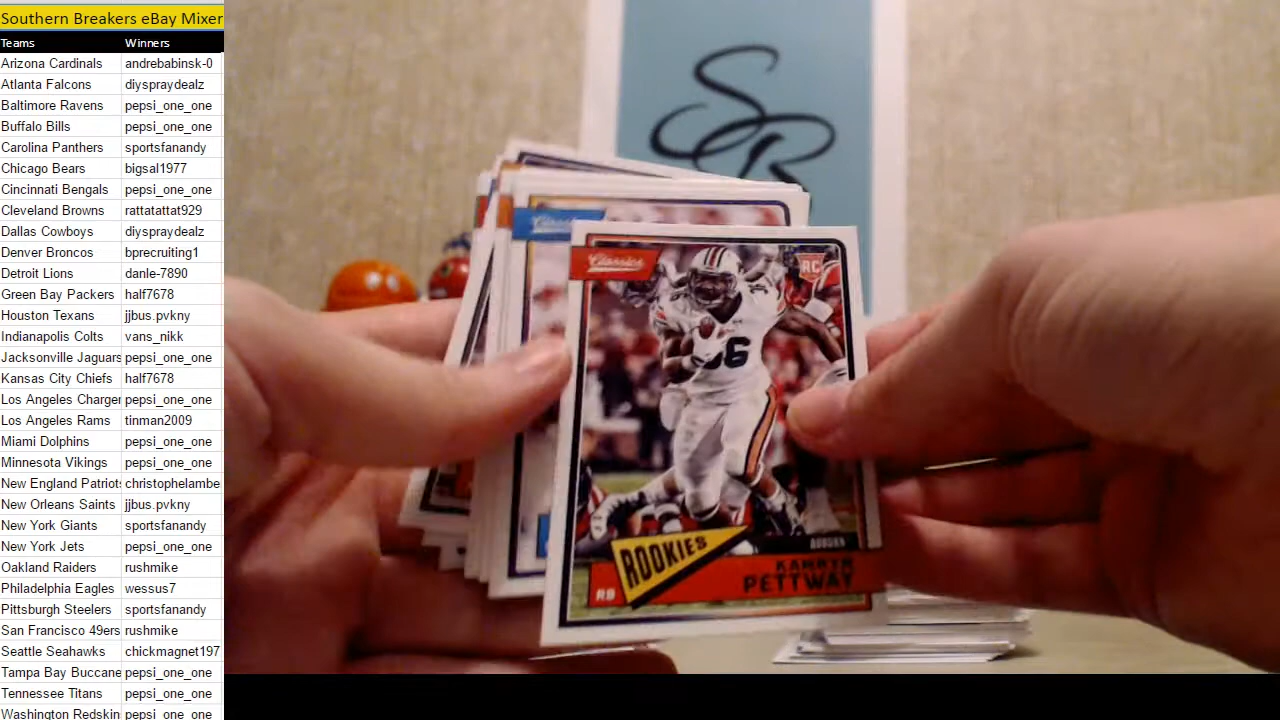 Southern Breakers eBay Mixer
Teams Winners
Arizona Cardinals andrebabinsk-0
Atlanta Falcons diyspraydealz
Baltimore Ravens pepsi_one_one
Buffalo Bills pepsi_one_one
Carolina Panthers sportsfanandy
Chicago Bears bigsal1977
Cincinnati Bengals pepsi_one_one
Cleveland Browns rattatattat929
Dallas Cowboys diyspraydealz
Denver Broncos bprecruiting1
Detroit Lions danle-7890
Green Bay Packers half7678
Houston Texans jjbus.pvkny
Indianapolis Colts vans_nikk
Jacksonville Jaguars pepsi_one_one
Kansas City Chiefs half7678
Los Angeles Charger pepsi_one_one
Los Angeles Rams tinman2009
Miami Dolphins pepsi_one_one
Minnesota Vikings pepsi_one_one
New England Patriots christophelambe
New Orleans Saints jjbus.pvkny
New York Giants sportsfanandy
New York Jets pepsi_one_one
Oakland Raiders rushmike
Philadelphia Eagles wessus7
Pittsburgh Steelers sportsfanandy
San Francisco 49ers rushmike
Seattle Seahawks chickmagnet197
Tampa Bay Buccane pepsi_one_one
Tennessee Titans pepsi_one_one
Washington Redskin pepsi_one_one
SB
Classics
Classics
RC
36
AUBURN
ROOKIES
KAMRYN
RB PETTWAY